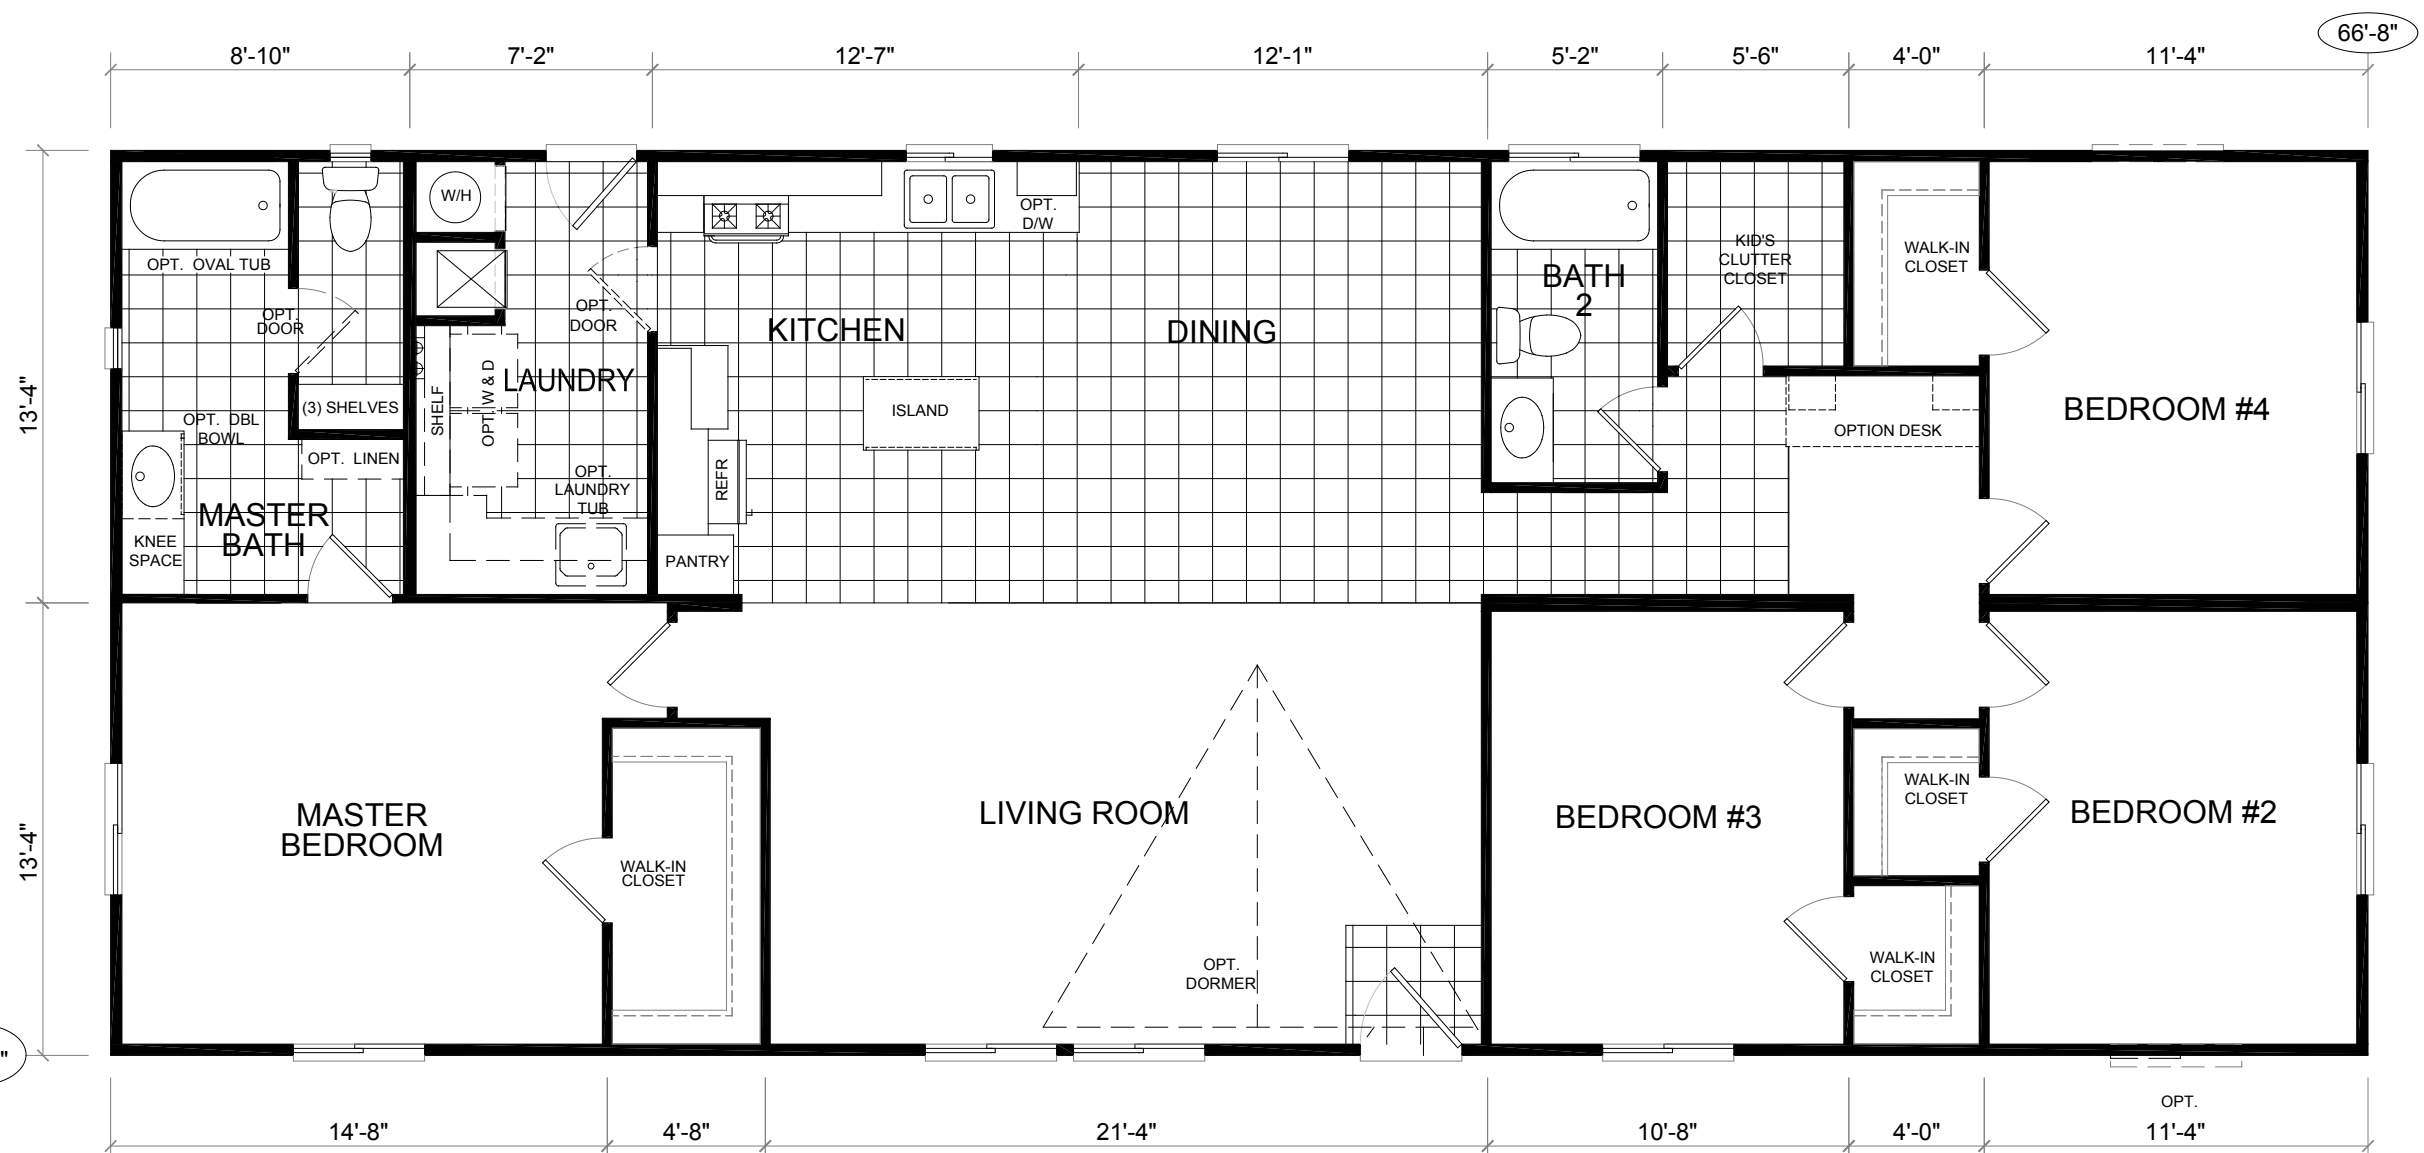 66'-8"
8'-10" 7'-2" 12'-7" 12'-1" 5'-2" 5'-6" 4'-0" 11'-4"
W/H
OPT.
D/W
OPT. OVAL TUB
OPT.
DOOR
OPT.
DOOR
KITCHEN
DINING
BATH
2
KID'S
CLUTTER
CLOSET
WALK-IN
CLOSET
13'-4"
(3) SHELVES
OPT. DBL
BOWL
OPT. LINEN
SHELF
OPT. W & D
LAUNDRY
ISLAND
OPTION DESK
BEDROOM #4
REFR
OPT.
LAUNDRY
TUB
MASTER
BATH
KNEE
SPACE
PANTRY
13'-4"
MASTER
BEDROOM
WALK-IN
CLOSET
LIVING ROOM
OPT.
DORMER
BEDROOM #3
WALK-IN
CLOSET
BEDROOM #2
WALK-IN
CLOSET
"
OPT.
14'-8" 4'-8" 21'-4" 10'-8" 4'-0" 11'-4"